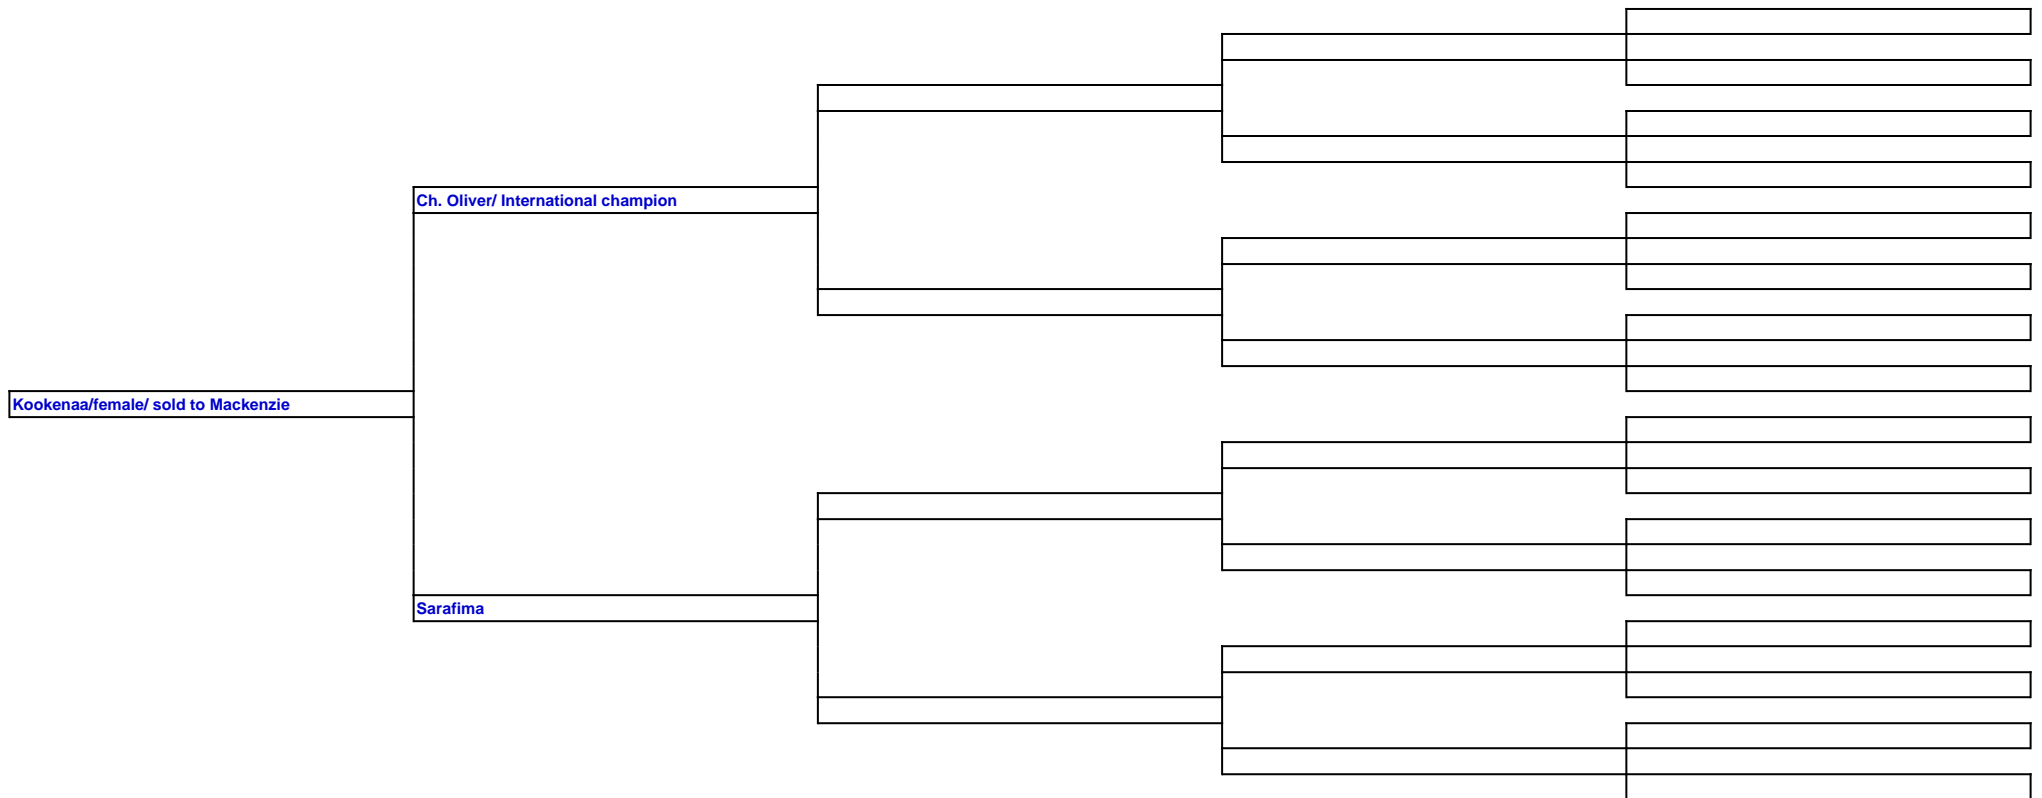 Ch. Oliver/ International champion
Kookenaa/female/ sold to Mackenzie
Sarafima